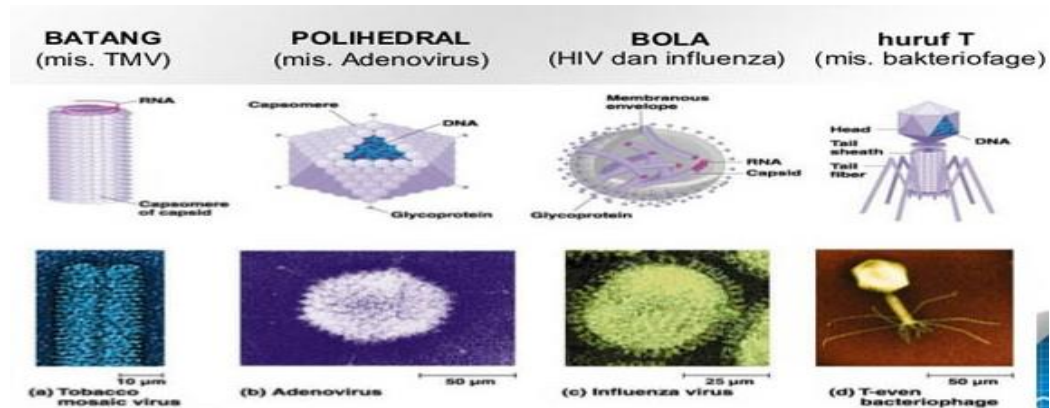 BATANG
(mis. TMV)
POLIHEDRAL
(mis. Adenovirus)
BOLA
(HIV dan influenza)
huruf T
(mis. bakteriofage)
RNA
Capsomere
of capsid
Capsomere
DNA
Glycoprotein
Membranous
envelope
RNA
Capsid
Glycoprotein
Head
Tail
sheath
Tail
fiber
DNA
10 µm
(a) Tobacco
mosaic virus
50 µm
(b) Adenovirus
25 µm
(c) Influenza virus
50 µm
(d) T-even
bacteriophage